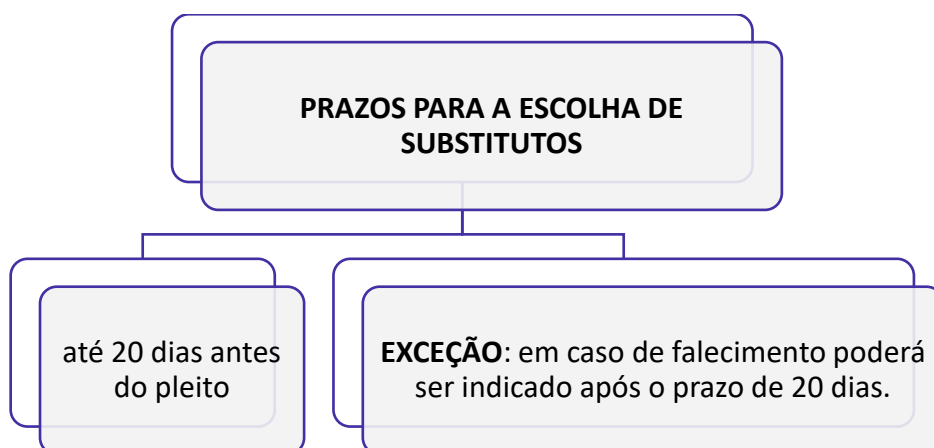 PRAZOS PARA A ESCOLHA DE
SUBSTITUTOS
até 20 dias antes
do pleito
EXCEÇÃO: em caso de falecimento poderá
ser indicado após o prazo de 20 dias.